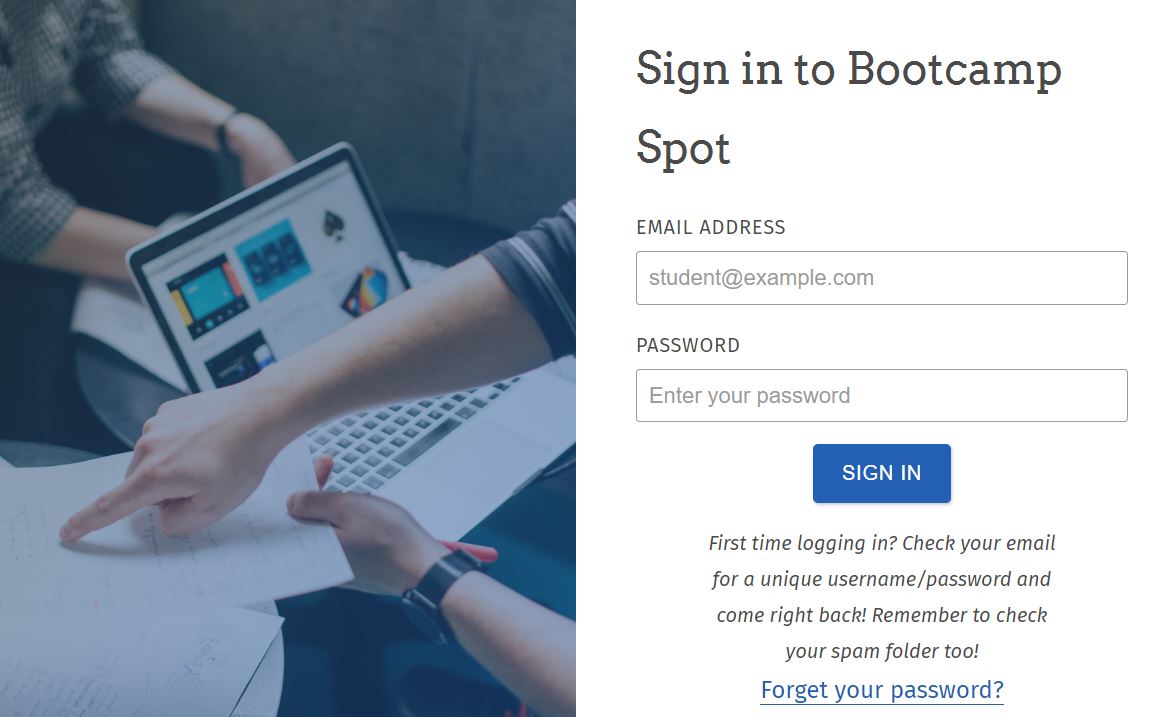 Sign in to Bootcamp
Spot
EMAIL ADDRESS
student@example.com
PASSWORD
Enter your password
SIGN IN
First time logging in? Check your email
for a unique username/password and
come right back! Remember to check
your spam folder too!
Forget your password?